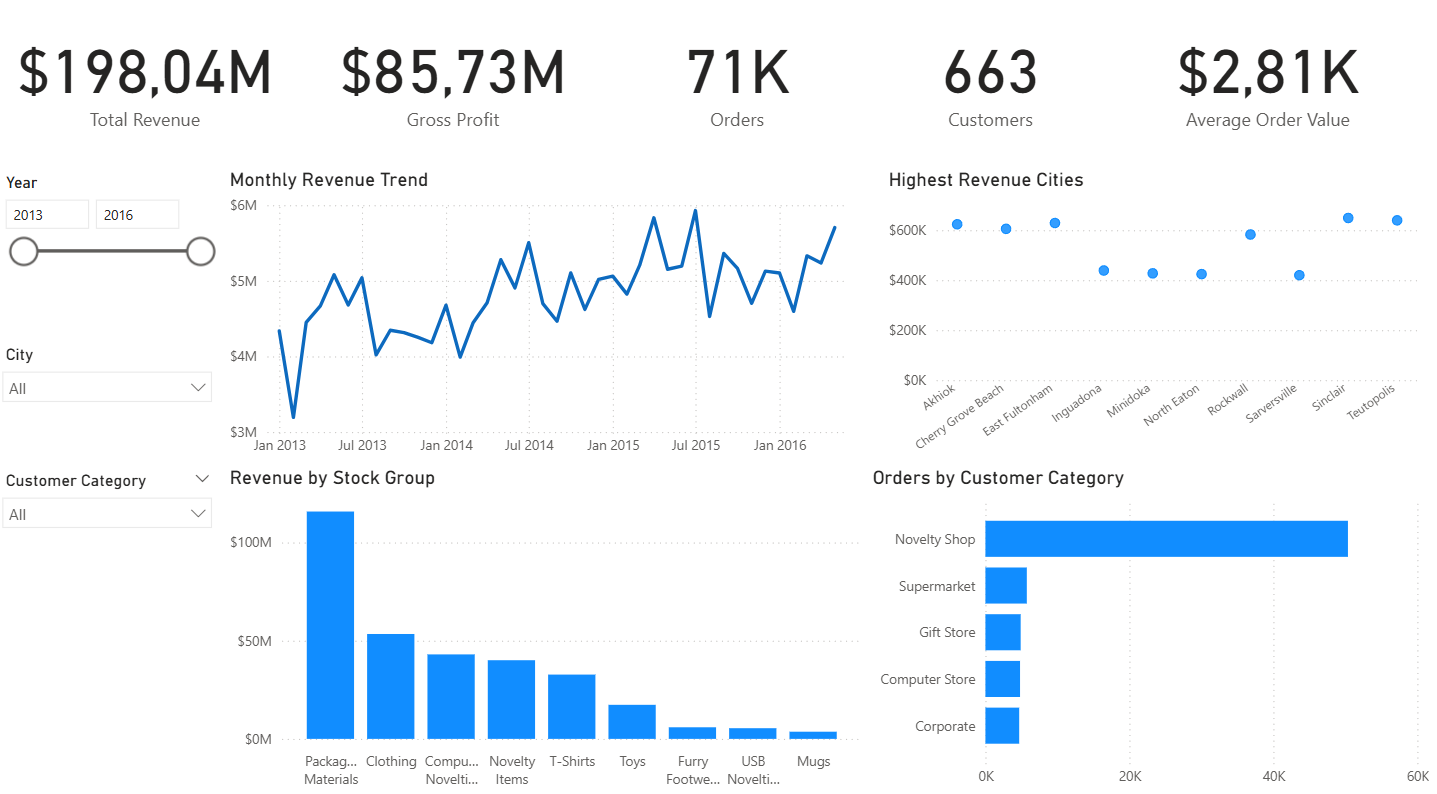 $198,04M
Total Revenue
$85,73M
Gross Profit
71K
Orders
663
Customers
$2,81K
Average Order Value
Year
2013
2016
City
All
Customer Category
All
Monthly Revenue Trend
$6M
$5M
$4M
$3M
Jan 2013
Jul 2013
Jan 2014
Jul 2014
Jan 2015
Jul 2015
Jan 2016
Highest Revenue Cities
$600K
$400K
$200K
$0K
Akhiok
Cherry Grove Beach
East Fultonham
Inguadona
Minidoka
North Eaton
Rockwall
Sarversville
Sinclair
Teutopolis
Revenue by Stock Group
$100M
$50M
$0M
Packag...
Materials
Clothing
Compu...
Novelti...
Novelty
Items
T-Shirts
Toys
Furry
Footwe...
USB
Novelti...
Mugs
Orders by Customer Category
Novelty Shop
Supermarket
Gift Store
Computer Store
Corporate
0K
20K
40K
60K